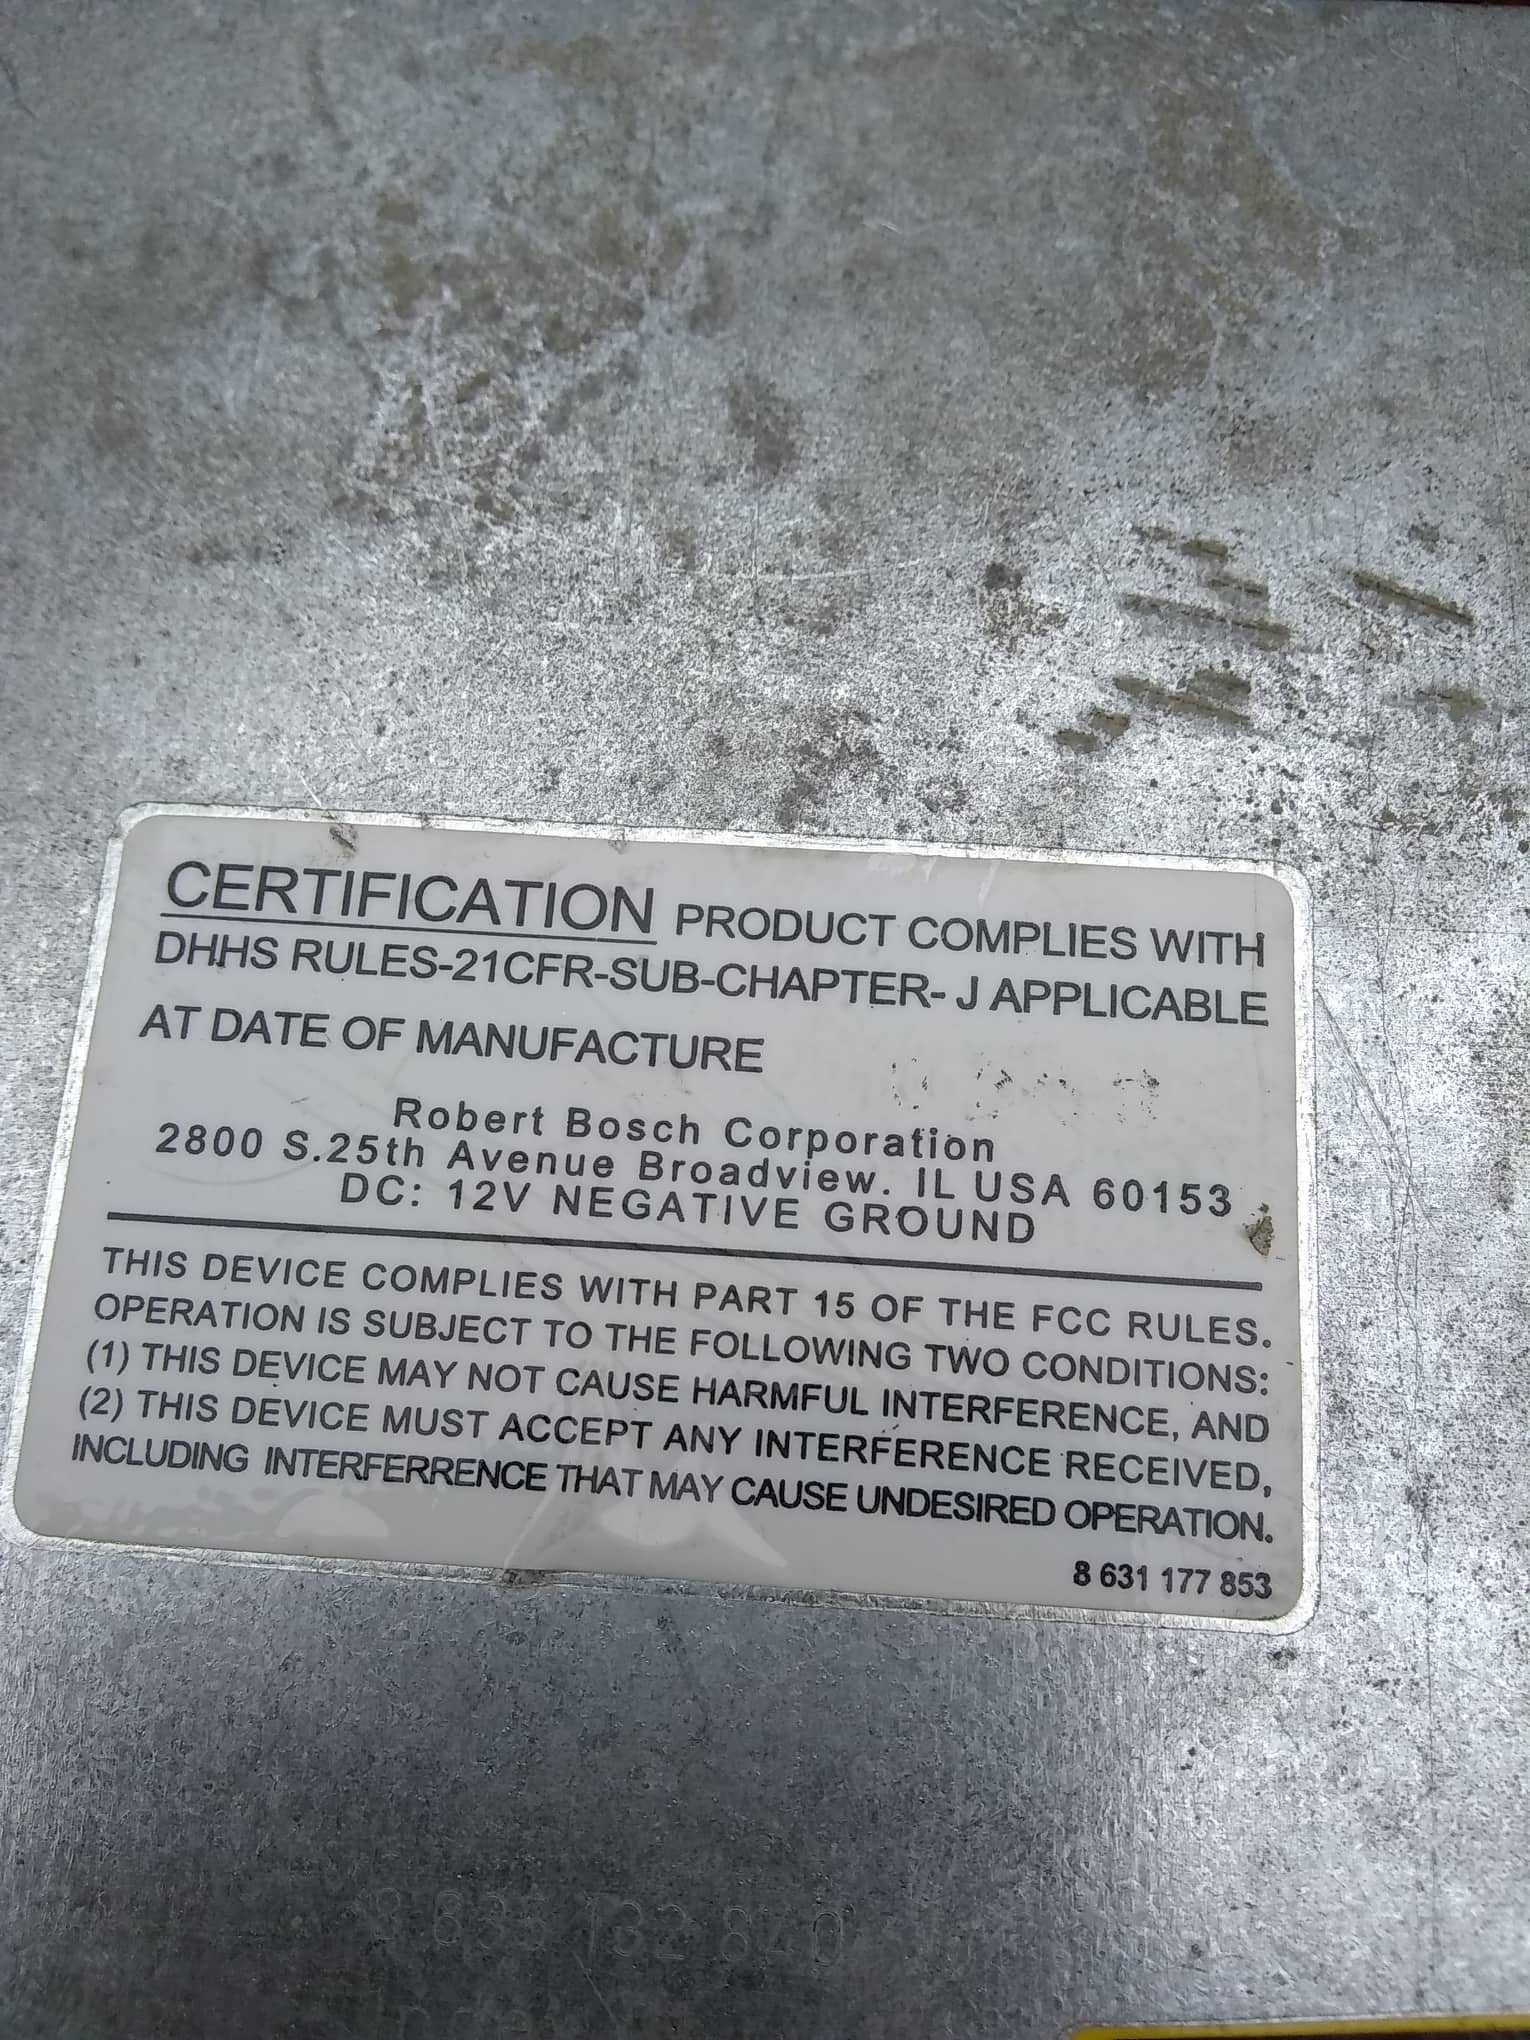 CERTIFICATION PRODUCT COMPLIES WITH
DHHS RULES-21CFR-SUB-CHAPTER- J APPLICABLE
AT DATE OF MANUFACTURE
Robert Bosch Corporation
2800 S.25th Avenue Broadview. IL USA 60153
DC: 12V NEGATIVE GROUND
THIS DEVICE COMPLIES WITH PART 15 OF THE FCC RULES.
OPERATION IS SUBJECT TO THE FOLLOWING TWO CONDITIONS:
(1) THIS DEVICE MAY NOT CAUSE HARMFUL INTERFERENCE, AND
(2) THIS DEVICE MUST ACCEPT ANY INTERFERENCE RECEIVED,
INCLUDING INTERFERRENCE THAT MAY CAUSE UNDESIRED OPERATION.
8 631 177 853